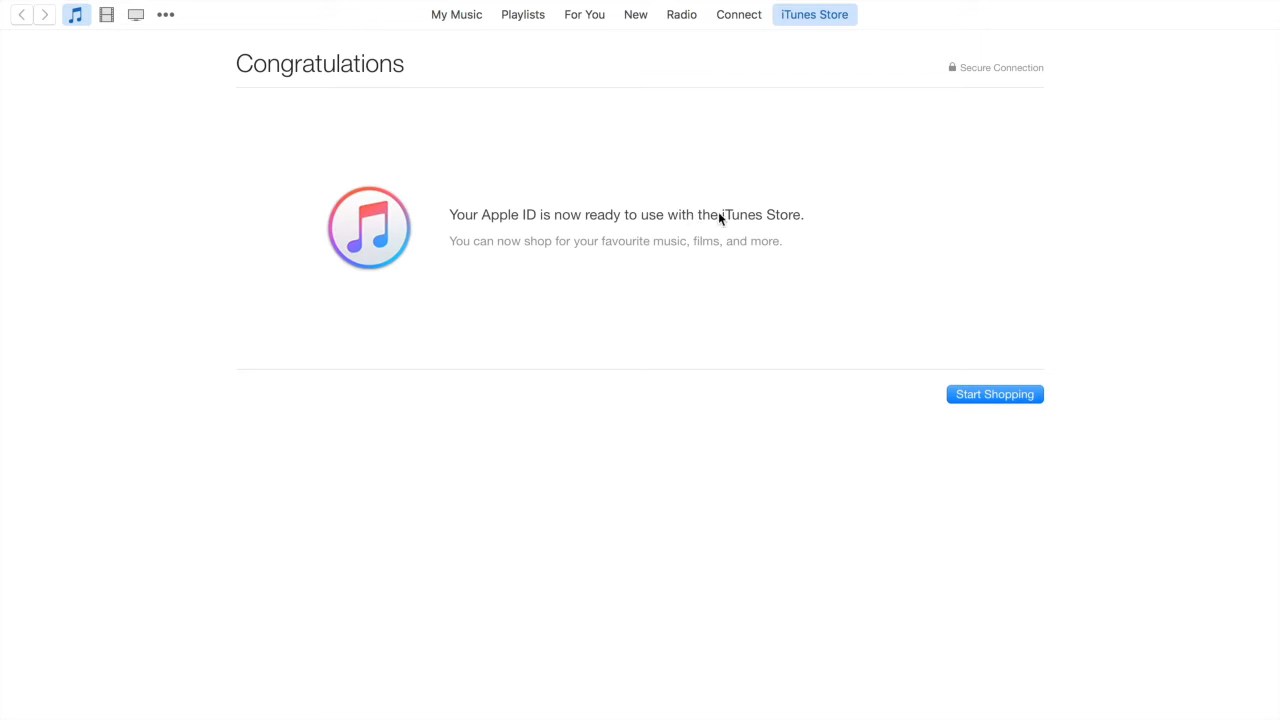 My Music Playlists For You New Radio Connect iTunes Store
Congratulations
Secure Connection
Your Apple ID is now ready to use with the iTunes Store.
You can now shop for your favourite music, films, and more.
Start Shopping